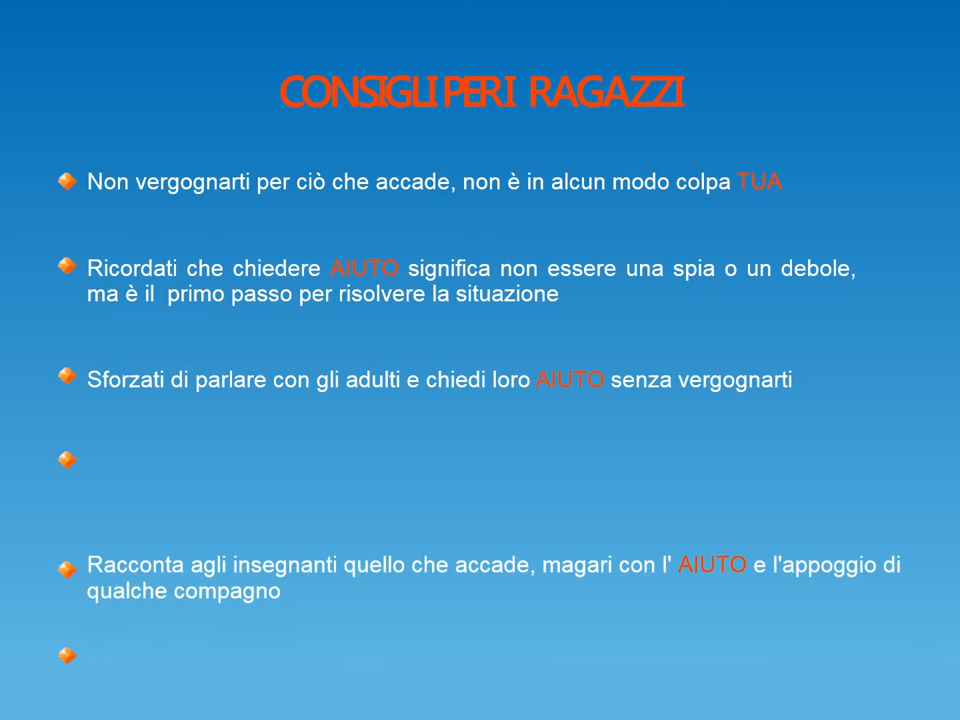 CONSIGLI PER I RAGAZZI
Non vergognarti per ciò che accade, non è in alcun modo colpa TUA
Ricordati che chiedere AIUTO significa non essere una spia o un debole,
ma è il primo passo per risolvere la situazione
Sforzati di parlare con gli adulti e chiedi loro AIUTO senza vergognarti
Racconta agli insegnanti quello che accade, magari con l' AIUTO e l'appoggio di
qualche compagno